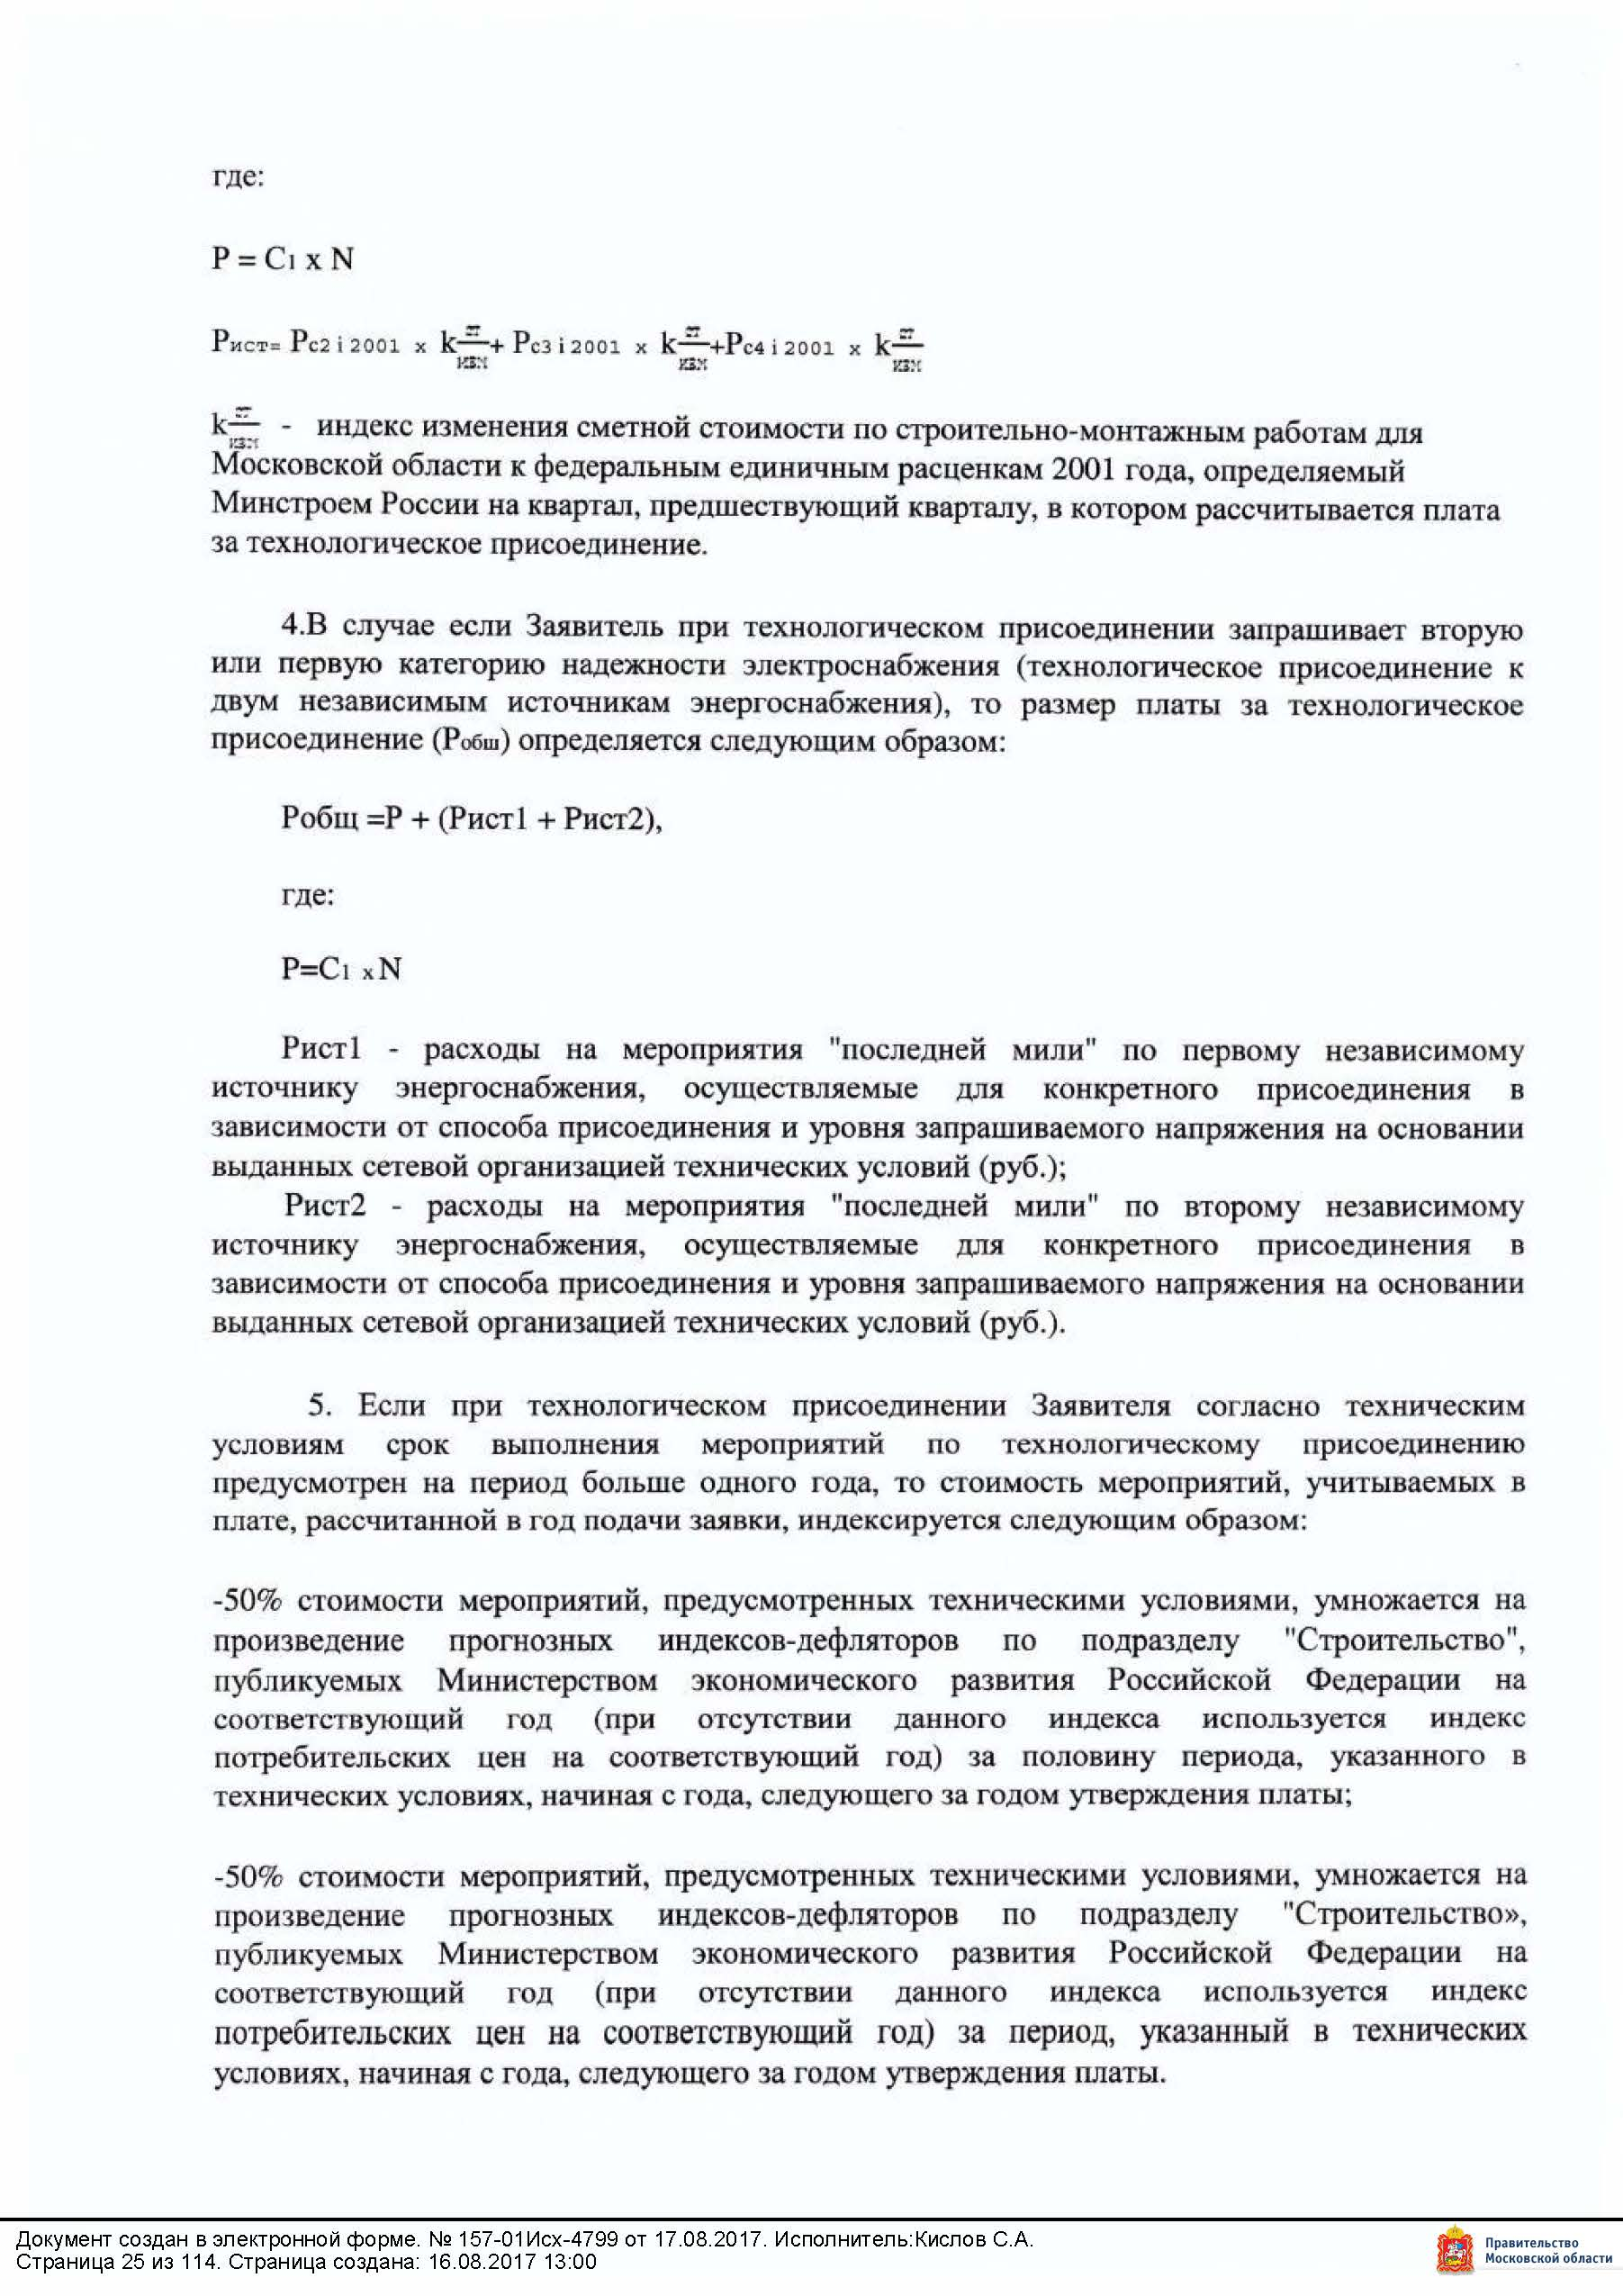 где:
P = C1 x N
Рист= Рс2 i 2001 x k ст изм + Рс3 i 2001 x k ст изм +Рс4 i 2001 x k ст изм
k ст изм - индекс изменения сметной стоимости по строительно-монтажным работам для
Московской области к федеральным единичным расценкам 2001 года, определяемый
Минстроем России на квартал, предшествующий кварталу, в котором рассчитывается плата
за технологическое присоединение.
4.В случае если Заявитель при технологическом присоединении запрашивает вторую
или первую категорию надежности электроснабжения (технологическое присоединение к
двум независимым источникам энергоснабжения), то размер платы за технологическое
присоединение (Робщ) определяется следующим образом:
Робщ =Р + (Рист1 + Рист2),
где:
P=C1 xN
Рист1 - расходы на мероприятия "последней мили" по первому независимому
источнику энергоснабжения, осуществляемые для конкретного присоединения в
зависимости от способа присоединения и уровня запрашиваемого напряжения на основании
выданных сетевой организацией технических условий (руб.);
Рист2 - расходы на мероприятия "последней мили" по второму независимому
источнику энергоснабжения, осуществляемые для конкретного присоединения в
зависимости от способа присоединения и уровня запрашиваемого напряжения на основании
выданных сетевой организацией технических условий (руб.).
5. Если при технологическом присоединении Заявителя согласно техническим
условиям срок выполнения мероприятий по технологическому присоединению
предусмотрен на период больше одного года, то стоимость мероприятий, учитываемых в
плате, рассчитанной в год подачи заявки, индексируется следующим образом:
-50% стоимости мероприятий, предусмотренных техническими условиями, умножается на
произведение прогнозных индексов-дефляторов по подразделу "Строительство",
публикуемых Министерством экономического развития Российской Федерации на
соответствующий год (при отсутствии данного индекса используется индекс
потребительских цен на соответствующий год) за половину периода, указанного в
технических условиях, начиная с года, следующего за годом утверждения платы;
-50% стоимости мероприятий, предусмотренных техническими условиями, умножается на
произведение прогнозных индексов-дефляторов по подразделу "Строительство»,
публикуемых Министерством экономического развития Российской Федерации на
соответствующий год (при отсутствии данного индекса используется индекс
потребительских цен на соответствующий год) за период, указанный в технических
условиях, начиная с года, следующего за годом утверждения платы.
Документ создан в электронной форме. № 157-01Исх-4799 от 17.08.2017. Исполнитель:Кислов С.А.
Страница 25 из 114. Страница создана: 16.08.2017 13:00
Правительство
Московской области